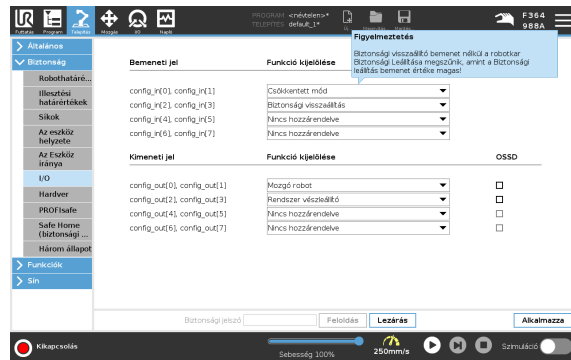 PROGRAM <névtelen>*
TELEPÍTÉS default_1*
F364
988A
Futtatás Program Telepítés Mozgás I/O Napló
Figyelmeztetés
Biztonsági visszaállító bemenet nélkül a robotkar
Biztonsági Leállítása megszűnik, amint a Biztonsági
leállítás bemenet értéke magas!
Általános
Biztonság
Robothatáré...
Illesztési
határértékek
Síkok
Az eszköz
helyzete
Az Eszköz
iránya
I/O
Hardver
PROFIsafe
Safe Home
(biztonsági ...
Három állapot
Funkciók
Sín
Bemeneti jel Funkció kijelölése
config_in[0], config_in[1] Csökkentett mód
config_in[2], config_in[3] Biztonsági visszaállítás
config_in[4], config_in[5] Nincs hozzárendelve
config_in[6], config_in[7] Nincs hozzárendelve
Kimeneti jel Funkció kijelölése OSSD
config_out[0], config_out[1] Mozgó robot
config_out[2], config_out[3] Rendszer vészleállító
config_out[4], config_out[5] Nincs hozzárendelve
config_out[6], config_out[7] Nincs hozzárendelve
Biztonsági jelszó Feloldás Lezárás Alkalmazza
Kikapcsolás
Sebesség 100%
250mm/s
Szimuláció